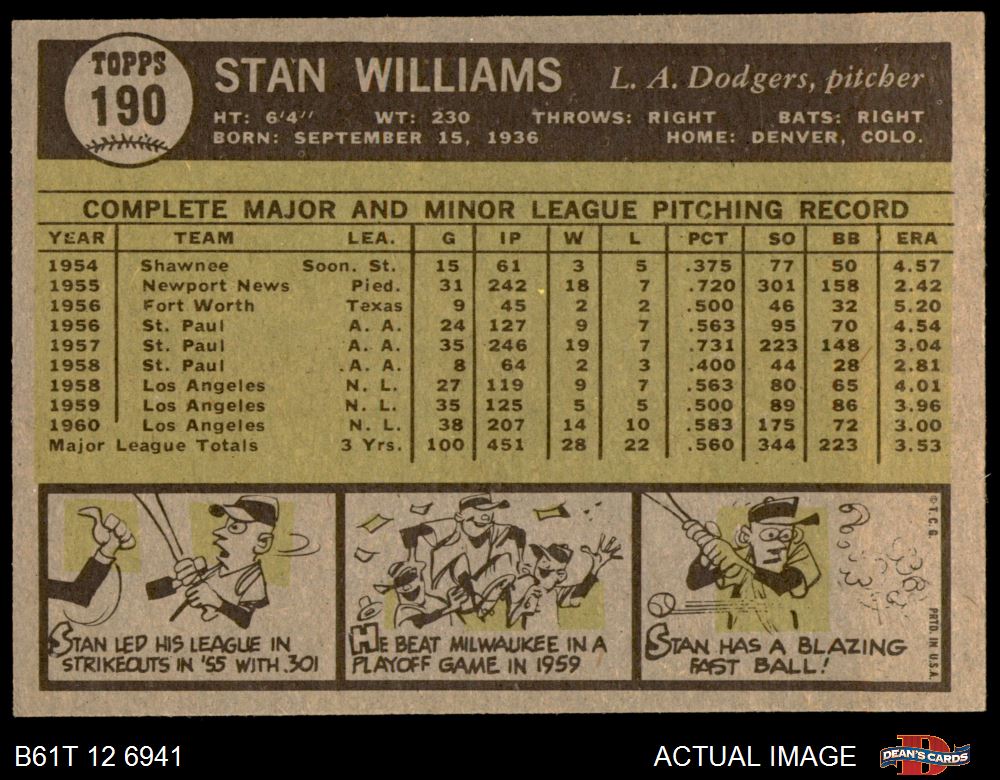 TOPPS
190
STAN WILLIAMS L. A. Dodgers, pitcher
HT: 6'4" WT: 230 THROWS: RIGHT BATS: RIGHT
BORN: SEPTEMBER 15, 1936 HOME: DENVER, COLO.
COMPLETE MAJOR AND MINOR LEAGUE PITCHING RECORD
YEAR TEAM LEA. G IP W L PCT SO BB ERA
1954 Shawnee Soon. St. 15 61 3 5 .375 77 50 4.57
1955 Newport News Pied. 31 242 18 7 .720 301 158 2.42
1956 Fort Worth Texas 9 45 2 2 .500 46 32 5.20
1956 St. Paul A. A. 24 127 9 7 .563 95 70 4.54
1957 St. Paul A. A. 35 246 19 7 .731 223 148 3.04
1958 St. Paul A. A. 8 64 2 3 .400 44 28 2.81
1958 Los Angeles N. L. 27 119 9 7 .563 80 65 4.01
1959 Los Angeles N. L. 35 125 5 5 .500 89 86 3.96
1960 Los Angeles N. L. 38 207 14 10 .583 175 72 3.00
Major League Totals 3 Yrs. 100 451 28 22 .560 344 223 3.53
STAN LED HIS LEAGUE IN
STRIKEOUTS IN '55 WITH 301
HE BEAT MILWAUKEE IN A
PLAYOFF GAME IN 1959
STAN HAS A BLAZING
FAST BALL!
© T. C. G. PRTD. IN U.S.A.
B61T 12 6941
ACTUAL IMAGE
DEAN'S CARDS